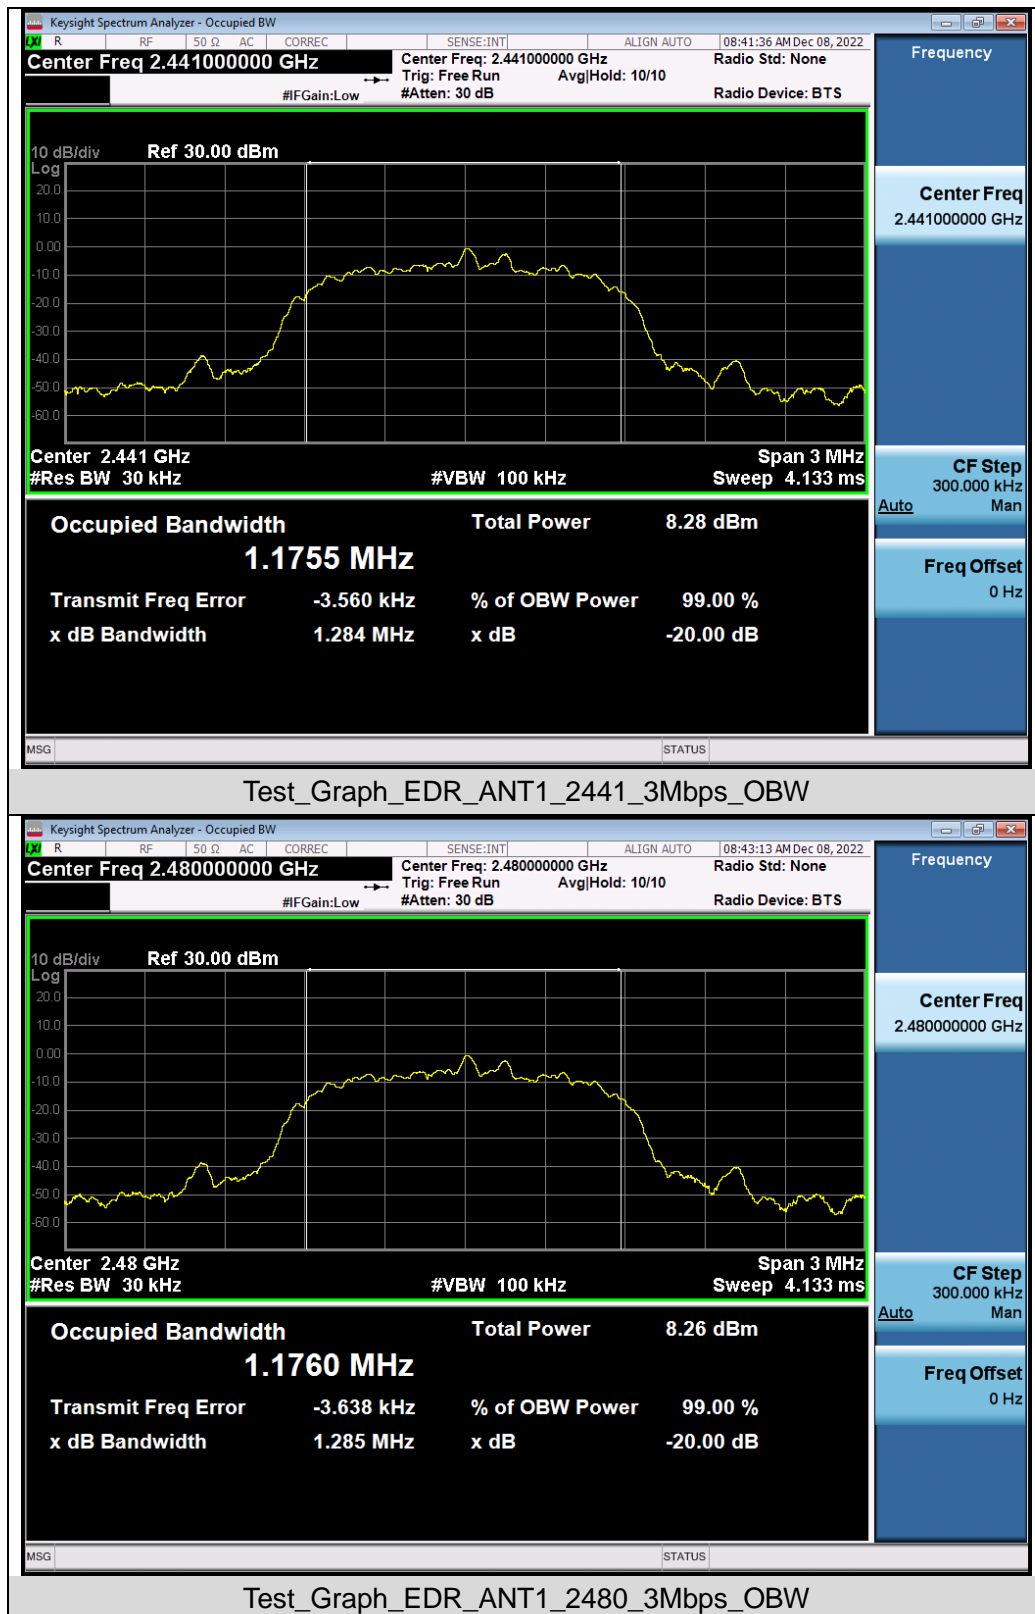 Keysight Spectrum Analyzer - Occupied BW
LXI R RF 50 Ω AC CORREC SENSE:INT ALIGN AUTO 08:41:36 AM Dec 08, 2022
Center Freq 2.441000000 GHz
Center Freq: 2.441000000 GHz Radio Std: None
Trig: Free Run Avg|Hold: 10/10
#IFGain:Low #Atten: 30 dB Radio Device: BTS
10 dB/div Ref 30.00 dBm
Log
20.0
10.0
0.00
-10.0
-20.0
-30.0
-40.0
-50.0
-60.0
Center 2.441 GHz Span 3 MHz
#Res BW 30 kHz #VBW 100 kHz Sweep 4.133 ms
Occupied Bandwidth Total Power 8.28 dBm
1.1755 MHz
Transmit Freq Error -3.560 kHz % of OBW Power 99.00 %
x dB Bandwidth 1.284 MHz x dB -20.00 dB
MSG STATUS
Frequency
Center Freq
2.441000000 GHz
CF Step
300.000 kHz
Auto Man
Freq Offset
0 Hz
Test_Graph_EDR_ANT1_2441_3Mbps_OBW
Keysight Spectrum Analyzer - Occupied BW
LXI R RF 50 Ω AC CORREC SENSE:INT ALIGN AUTO 08:43:13 AM Dec 08, 2022
Center Freq 2.480000000 GHz
Center Freq: 2.480000000 GHz Radio Std: None
Trig: Free Run Avg|Hold: 10/10
#IFGain:Low #Atten: 30 dB Radio Device: BTS
10 dB/div Ref 30.00 dBm
Log
20.0
10.0
0.00
-10.0
-20.0
-30.0
-40.0
-50.0
-60.0
Center 2.48 GHz Span 3 MHz
#Res BW 30 kHz #VBW 100 kHz Sweep 4.133 ms
Occupied Bandwidth Total Power 8.26 dBm
1.1760 MHz
Transmit Freq Error -3.638 kHz % of OBW Power 99.00 %
x dB Bandwidth 1.285 MHz x dB -20.00 dB
MSG STATUS
Frequency
Center Freq
2.480000000 GHz
CF Step
300.000 kHz
Auto Man
Freq Offset
0 Hz
Test_Graph_EDR_ANT1_2480_3Mbps_OBW